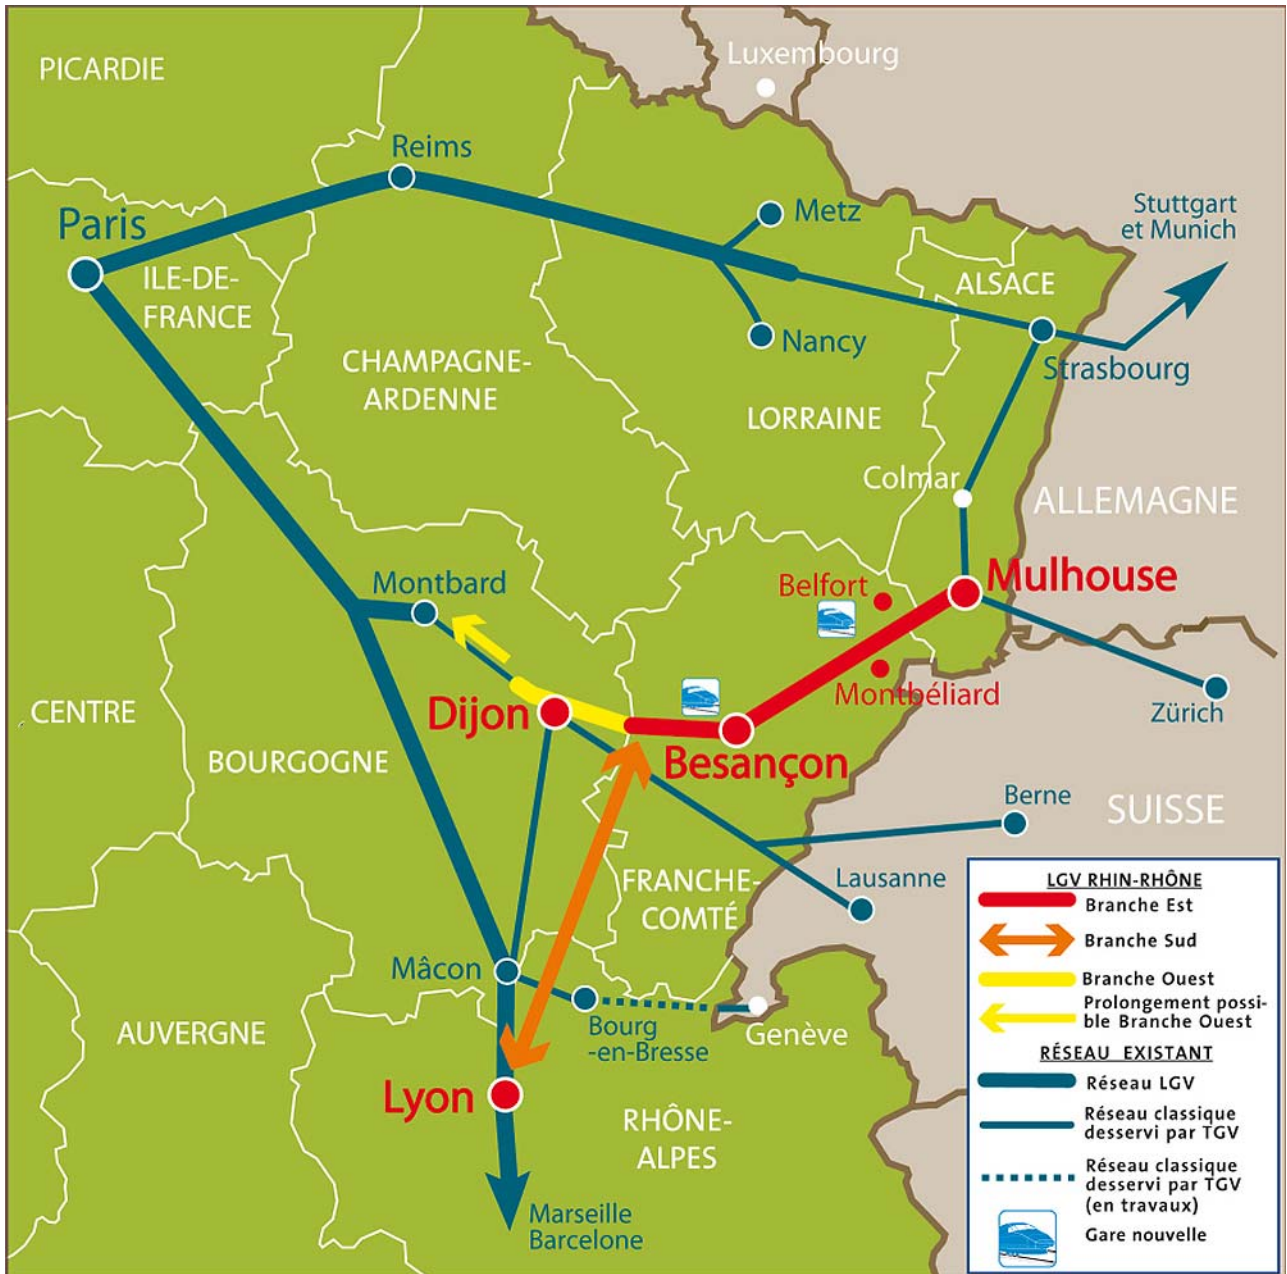 Luxembourg
PICARDIE
Reims
Metz
Stuttgart
et Munich
Paris
ILE-DE-
FRANCE
ALSACE
Nancy
CHAMPAGNE-
ARDENNE
Strasbourg
LORRAINE
Colmar
ALLEMAGNE
Montbard
Belfort
Mulhouse
Montbéliard
CENTRE
Dijon
Zürich
BOURGOGNE
Besançon
Berne
SUISSE
Lausanne
FRANCHE-
COMTÉ
Mâcon
AUVERGNE
Bourg
-en-Bresse
Genève
Lyon
RHÔNE-
ALPES
Marseille
Barcelone
LGV RHIN-RHÔNE
Branche Est
Branche Sud
Branche Ouest
Prolongement possi-
ble Branche Ouest
RÉSEAU EXISTANT
Réseau LGV
Réseau classique
desservi par TGV
Réseau classique
desservi par TGV
(en travaux)
Gare nouvelle